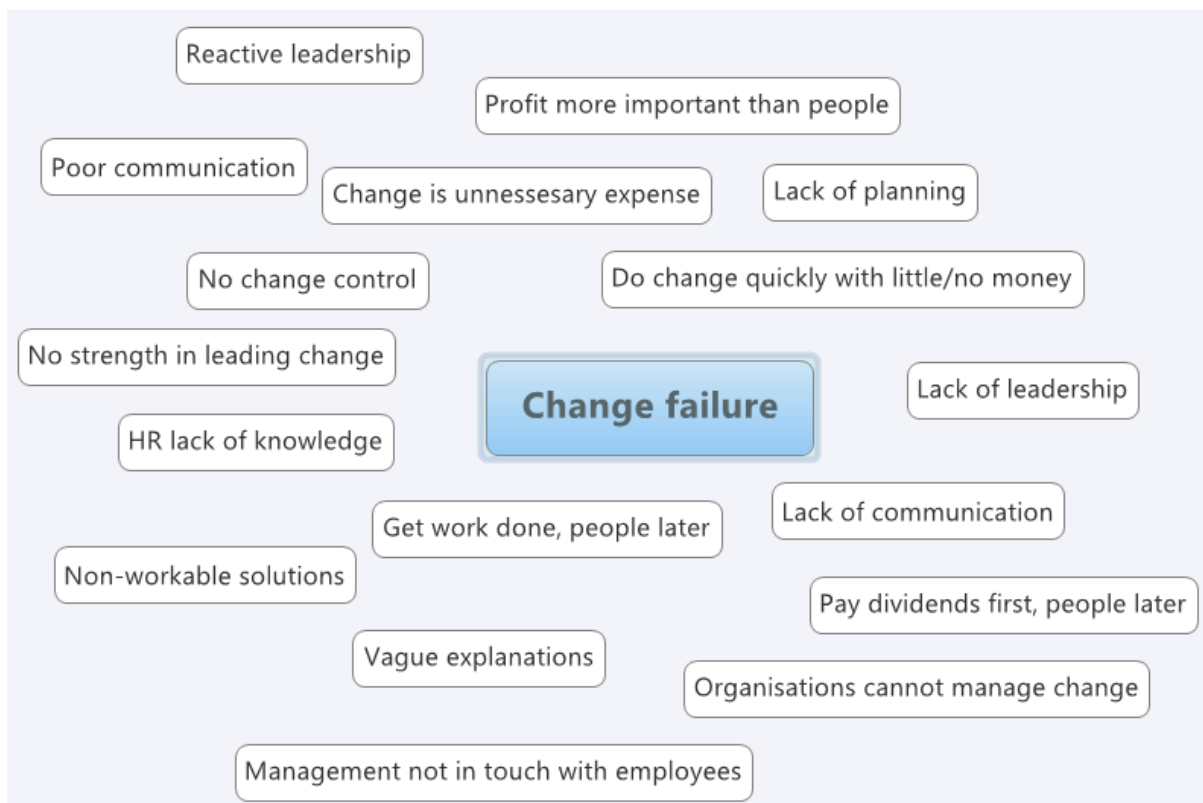 Reactive leadership
Profit more important than people
Poor communication
Change is unnessesary expense
Lack of planning
No change control
Do change quickly with little/no money
No strength in leading change
Change failure
Lack of leadership
HR lack of knowledge
Get work done, people later
Lack of communication
Non-workable solutions
Pay dividends first, people later
Vague explanations
Organisations cannot manage change
Management not in touch with employees